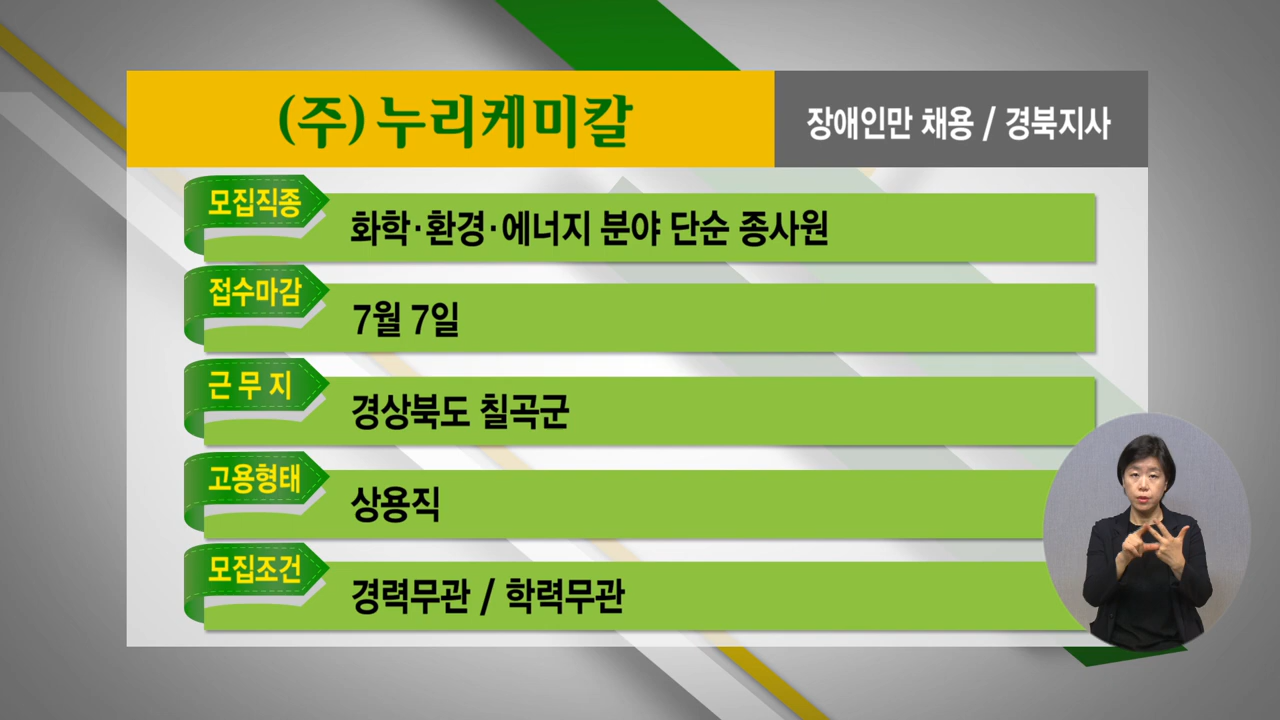 (주)누리케미칼
장애인만 채용 / 경북지사
모집직종
화학·환경·에너지 분야 단순 종사원
접수마감
7월 7일
근 무 지
경상북도 칠곡군
고용형태
상용직
모집조건
경력무관 / 학력무관